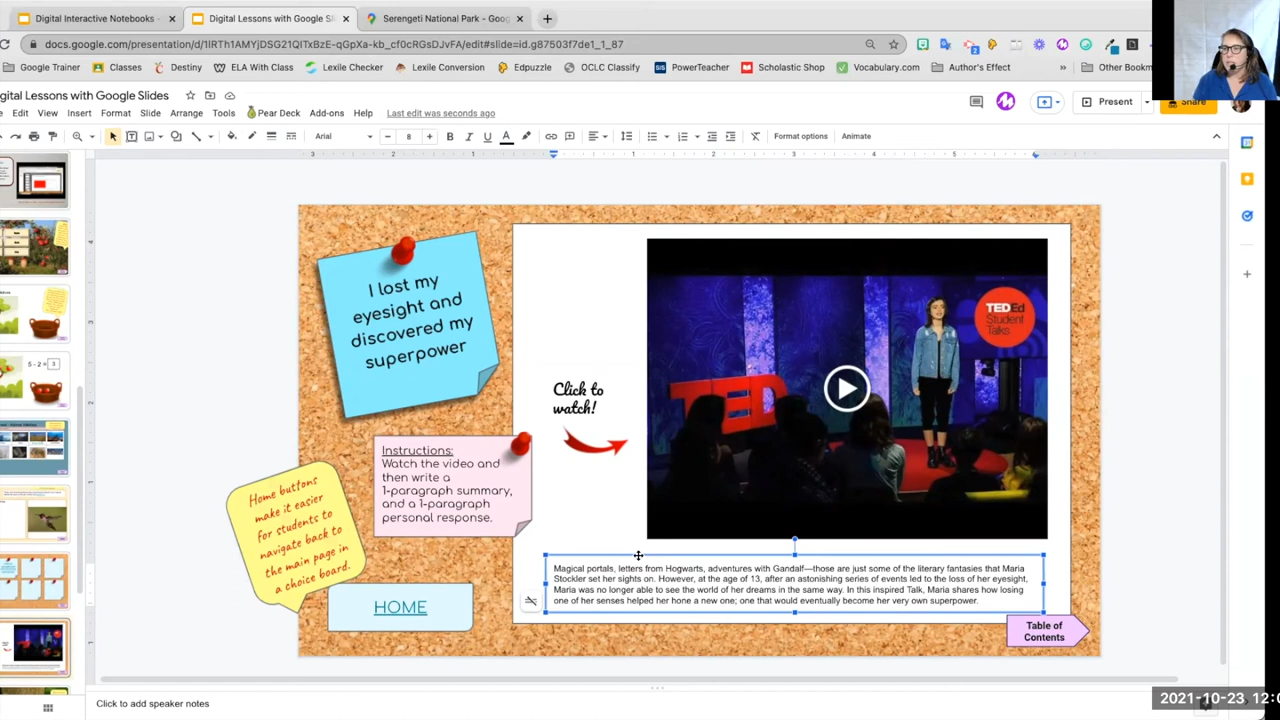 Digital Interactive Notebooks -
Digital Lessons with Google Sl
Serengeti National Park - Goog
docs.google.com/presentation/d/
/edit#slide=id.g87503f7de1_1_87
Google Trainer
Classes
Destiny
ELA With Class
Lexile Checker
Lexile Conversion
Edpuzzle
OCLC Classify
PowerTeacher
Scholastic Shop
Vocabulary.com
Author's Effect
»
Other Book
gital Lessons with Google Slides
Edit View Insert Format Slide Arrange Tools Pear Deck Add-ons Help Last edit was seconds ago
Present
Share
Arial
8
Format options
Animate
I lost my
eyesight and
discovered my
superpower
TEDEd
Student
Talks
TED
Click to
watch!
Instructions:
Watch the video and
then write a
1-paragraph summary,
and a 1-paragraph
personal response.
Home buttons
make it easier
for students to
navigate back to
the main page in
a choice board.
HOME
Magical portals, letters from Hogwarts, adventures with Gandalf—those are just some of the literary fantasies that Maria
Stockler set her sights on. However, at the age of 13, after an astonishing series of events led to the loss of her eyesight,
Maria was no longer able to see the world of her dreams in the same way. In this inspired Talk, Maria shares how losing
one of her senses helped her hone a new one; one that would eventually become her very own superpower.
Table of
Contents
5 - 2 = 3
Click to add speaker notes
2021-10-23 12:0